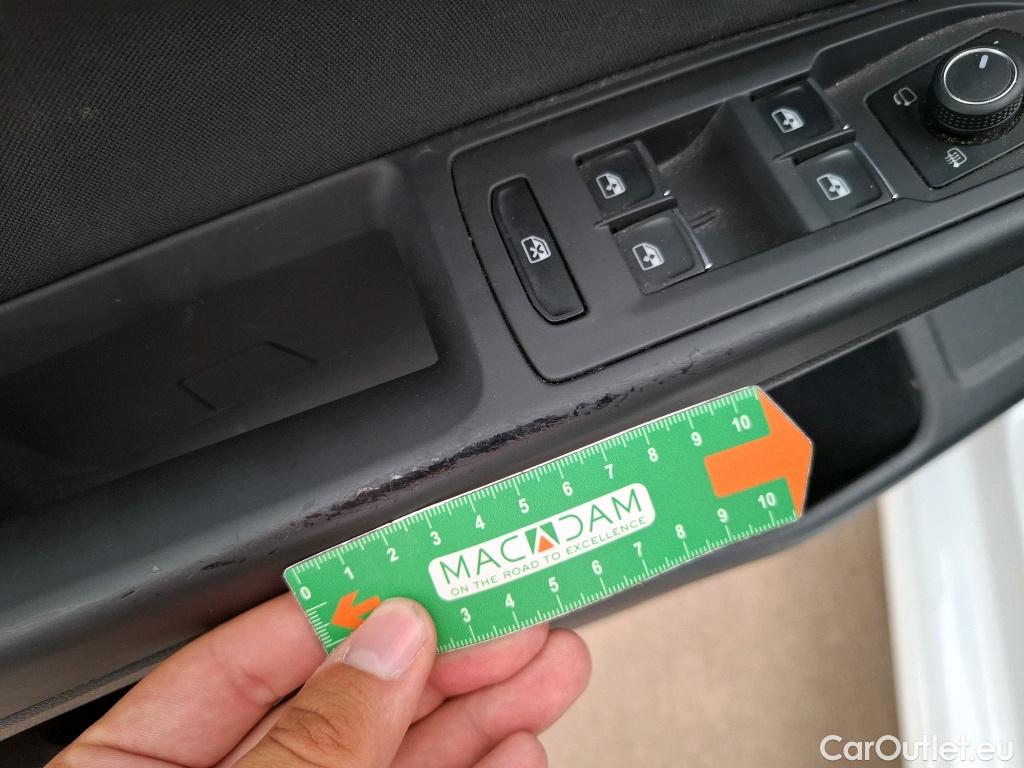 0 1 2 3 4 5 6 7 8 9 10
MACADAM
ON THE ROAD TO EXCELLENCE
3 4 5 6 7 8 9 10
CarOutlet.eu